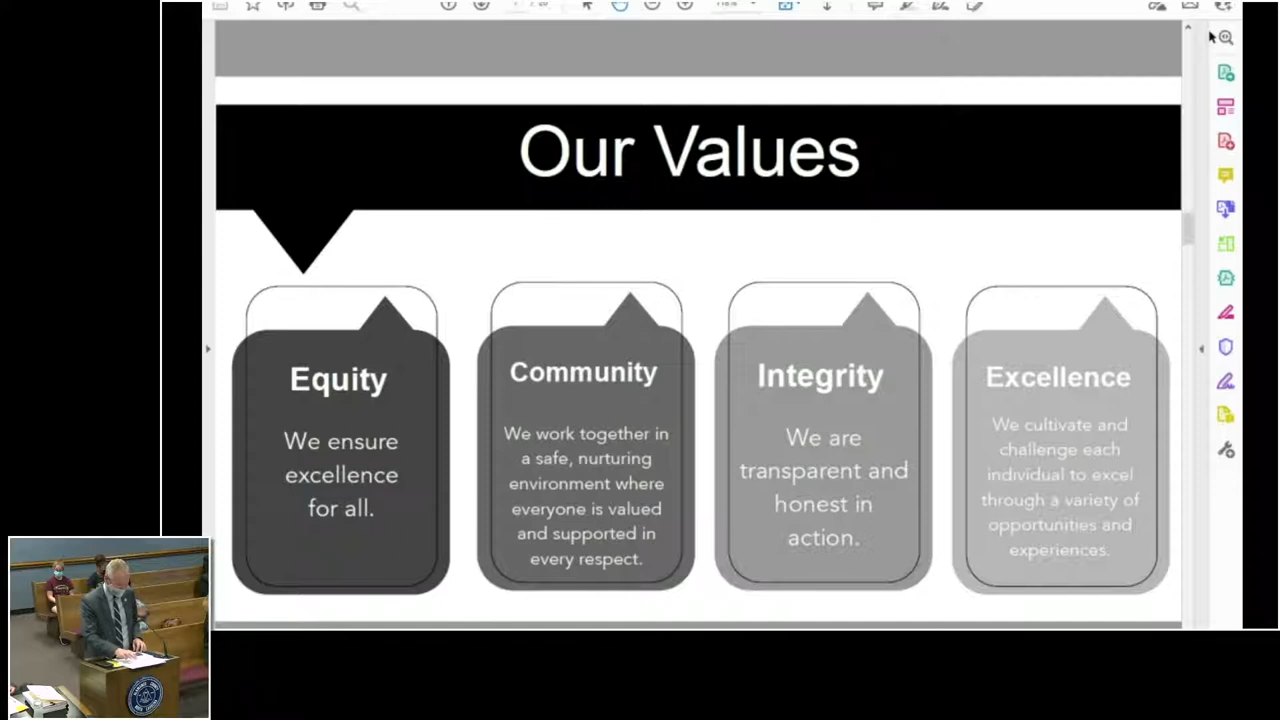 Our Values
Equity
We ensure
excellence
for all.
Community
We work together in
a safe, nurturing
environment where
everyone is valued
and supported in
every respect.
Integrity
We are
transparent and
honest in
action.
Excellence
We cultivate and
challenge each
individual to excel
through a variety of
opportunities and
experiences.